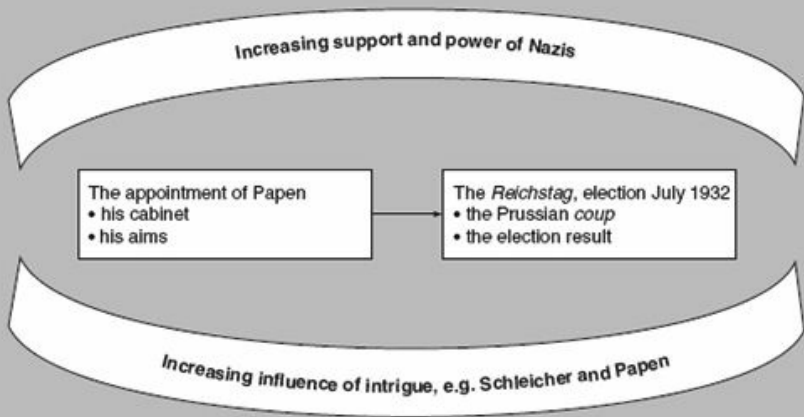 Increasing support and power of Nazis
The appointment of Papen
• his cabinet
• his aims
The Reichstag, election July 1932
• the Prussian coup
• the election result
Increasing influence of intrigue, e.g. Schleicher and Papen